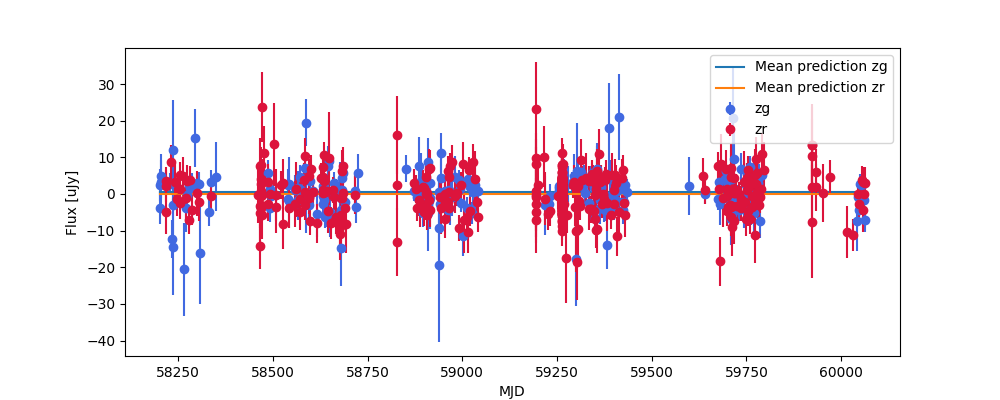 Mean prediction zg
Mean prediction zr
zg
zr
Flux [uJy]
30
20
10
0
−10
−20
−30
−40
58250 58500 58750 59000 59250 59500 59750 60000
MJD